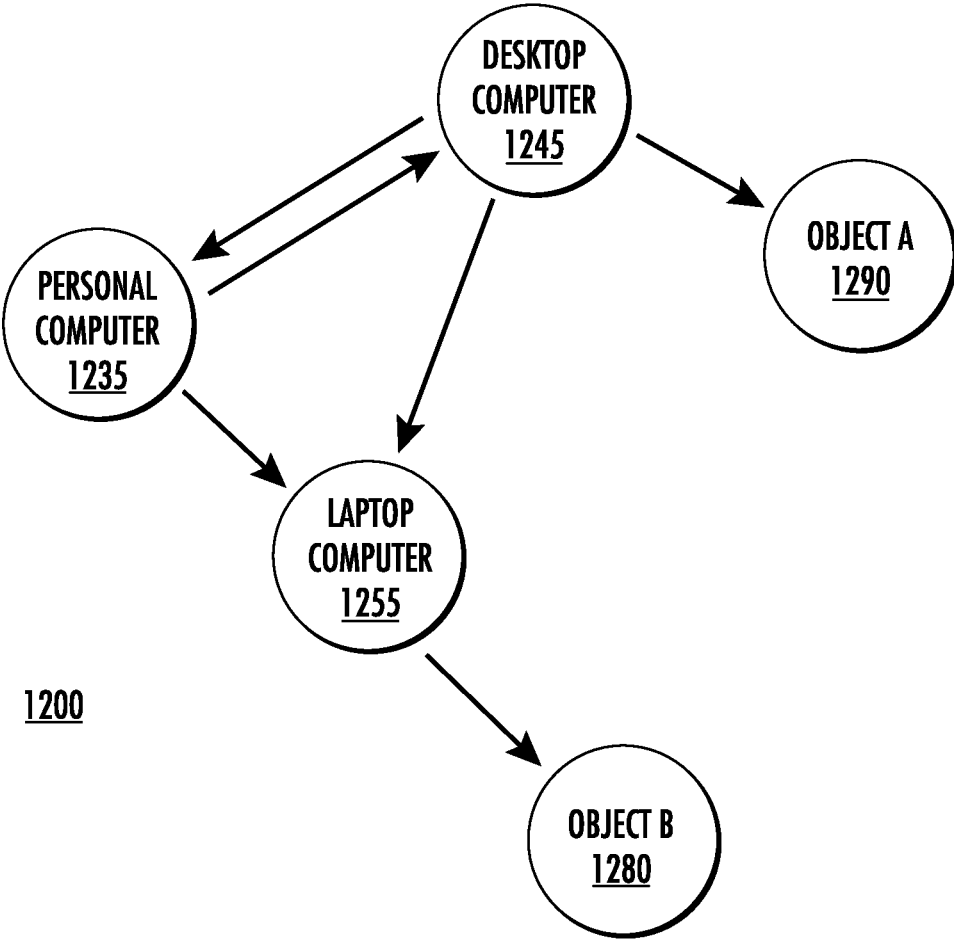 DESKTOP
COMPUTER
1245
OBJECT A
1290
PERSONAL
COMPUTER
1235
LAPTOP
COMPUTER
1255
1200
OBJECT B
1280